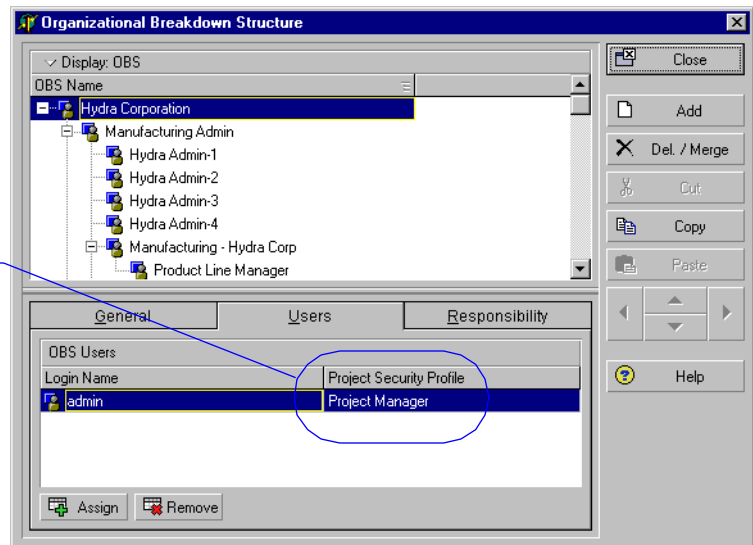 Organizational Breakdown Structure
Display: OBS
OBS Name
Hydra Corporation
Manufacturing Admin
Hydra Admin-1
Hydra Admin-2
Hydra Admin-3
Hydra Admin-4
Manufacturing - Hydra Corp
Product Line Manager
General Users Responsibility
OBS Users
Login Name Project Security Profile
admin Project Manager
Assign Remove
Close
Add
Del. / Merge
Cut
Copy
Paste
Help